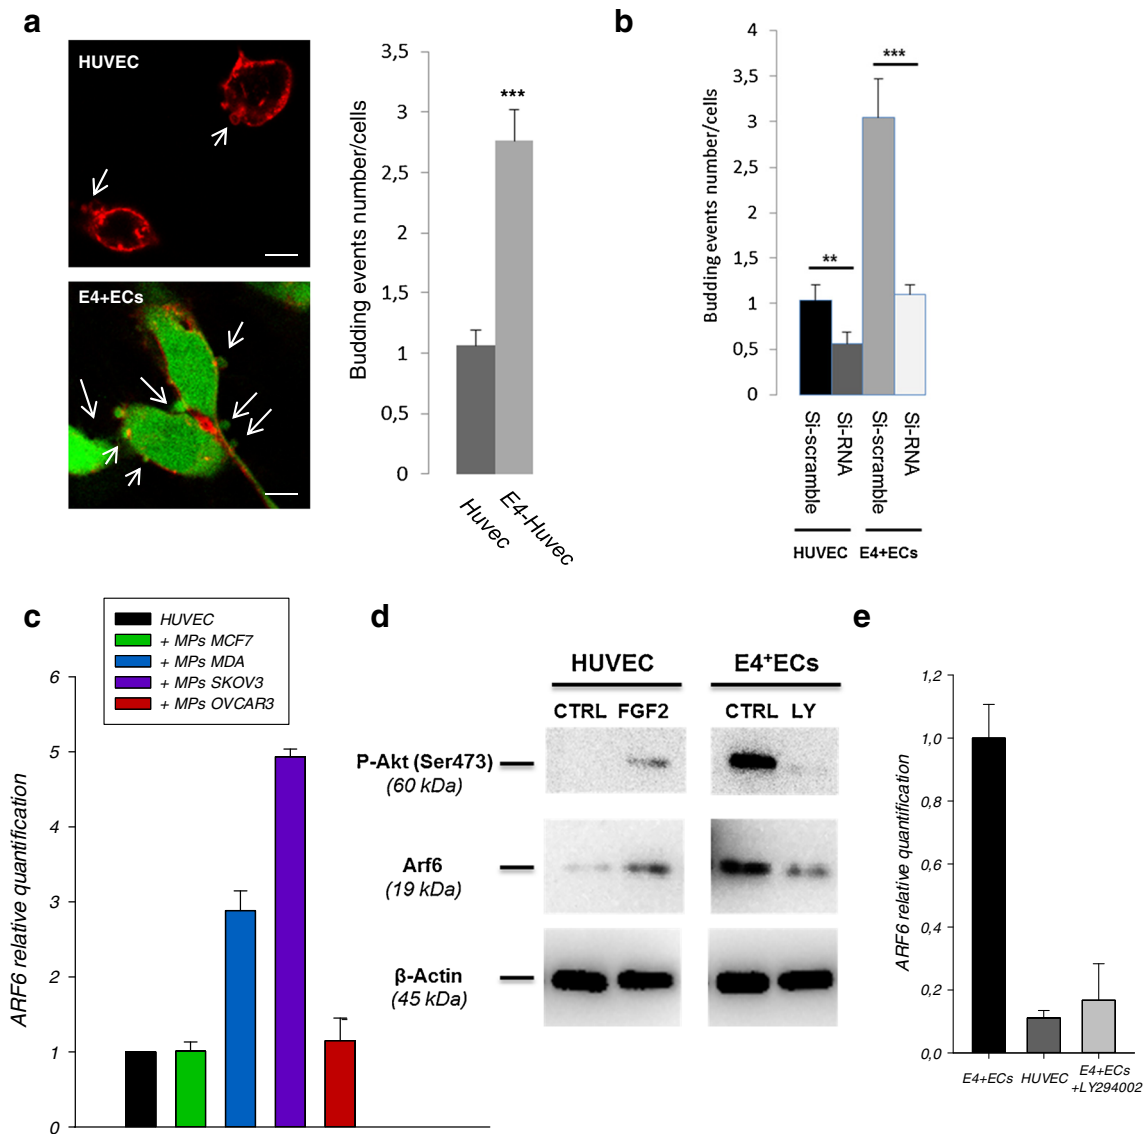 a
HUVEC
E4+ECs
Budding events number/cells
3,5
3
2,5
2
1,5
1
0,5
0
***
Huvec
E4-Huvec
b
Budding events number/cells
4
3,5
3
2,5
2
1,5
1
0,5
0
**
***
Si-scramble
Si-RNA
Si-scramble
Si-RNA
HUVEC
E4+ECs
c
HUVEC
+ MPs MCF7
+ MPs MDA
+ MPs SKOV3
+ MPs OVCAR3
ARF6 relative quantification
6
5
4
3
2
1
0
d
HUVEC
E4+ECs
CTRL FGF2
CTRL LY
P-Akt (Ser473)
(60 kDa)
Arf6
(19 kDa)
β-Actin
(45 kDa)
e
ARF6 relative quantification
1,2
1,0
0,8
0,6
0,4
0,2
0,0
E4+ECs
HUVEC
E4+ECs
+LY294002